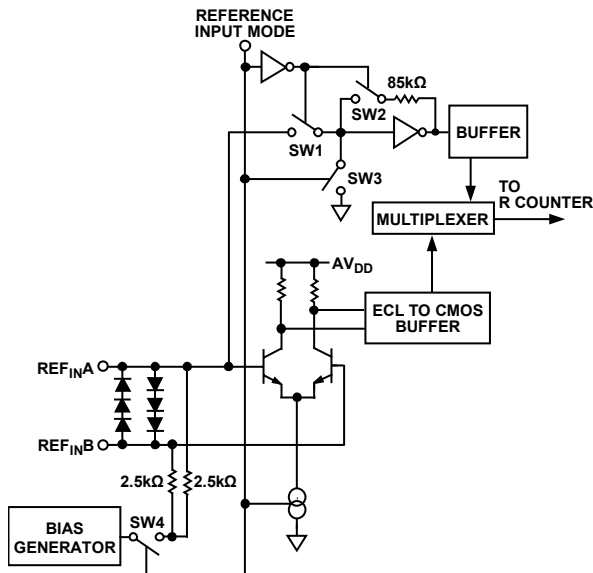 REFERENCE
INPUT MODE
85kΩ
SW2
SW1
BUFFER
SW3
TO
R COUNTER
MULTIPLEXER
AVDD
ECL TO CMOS
BUFFER
REFINA
REFINB
2.5kΩ
2.5kΩ
BIAS
GENERATOR
SW4